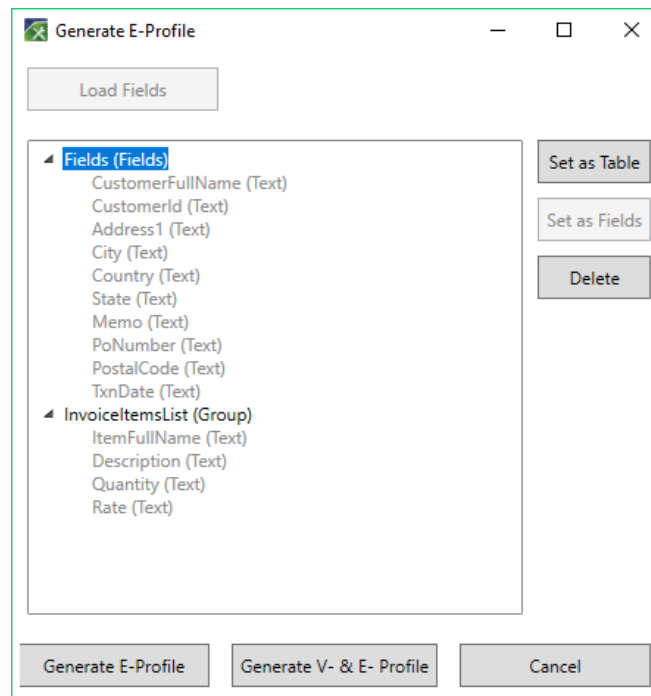 Generate E-Profile
Load Fields
Fields (Fields)
CustomerFullName (Text)
CustomerId (Text)
Address1 (Text)
City (Text)
Country (Text)
State (Text)
Memo (Text)
PoNumber (Text)
PostalCode (Text)
TxnDate (Text)
InvoiceItemsList (Group)
ItemFullName (Text)
Description (Text)
Quantity (Text)
Rate (Text)
Set as Table
Set as Fields
Delete
Generate E-Profile
Generate V- & E- Profile
Cancel